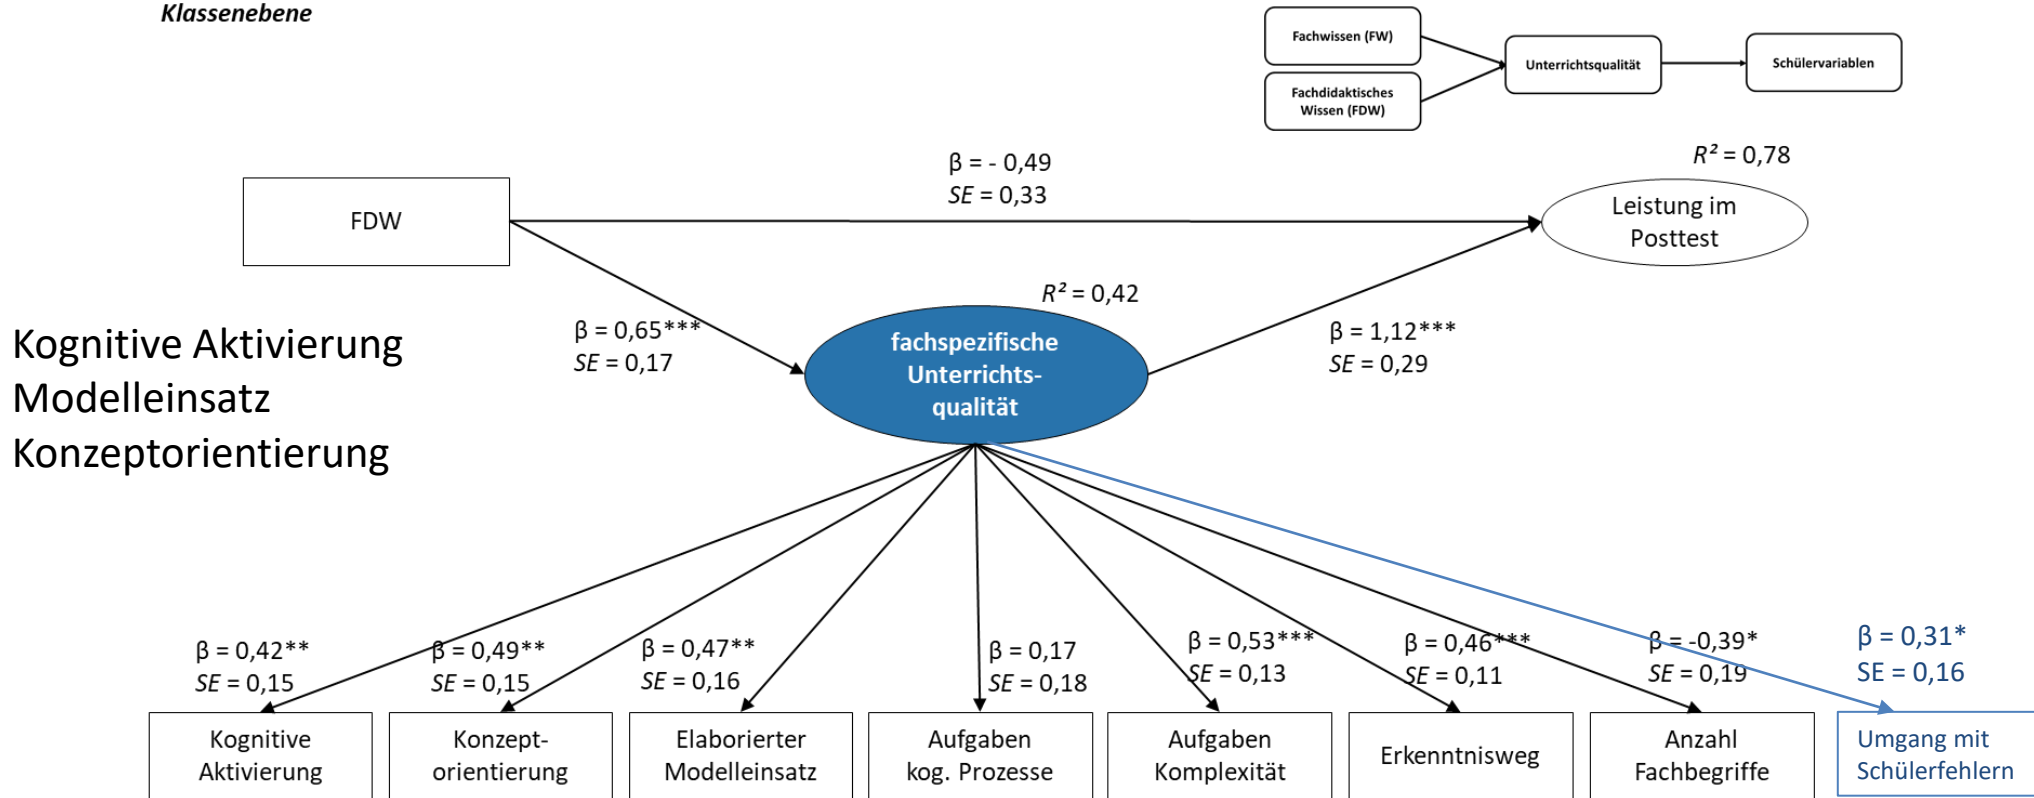 Klassenebene
Fachwissen (FW)
Fachdidaktisches
Wissen (FDW)
Unterrichtsqualität
Schülervariablen
β = - 0,49
SE = 0,33
R² = 0,78
FDW
Leistung im
Posttest
R² = 0,42
β = 0,65***
SE = 0,17
fachspezifische
Unterrichts-
qualität
β = 1,12***
SE = 0,29
Kognitive Aktivierung
Modelleinsatz
Konzeptorientierung
β = 0,42**
SE = 0,15
β = 0,49**
SE = 0,15
β = 0,47**
SE = 0,16
β = 0,17
SE = 0,18
β = 0,53***
SE = 0,13
β = 0,46***
SE = 0,11
β = -0,39*
SE = 0,19
β = 0,31*
SE = 0,16
Kognitive
Aktivierung
Konzept-
orientierung
Elaborierter
Modelleinsatz
Aufgaben
kog. Prozesse
Aufgaben
Komplexität
Erkenntnisweg
Anzahl
Fachbegriffe
Umgang mit
Schülerfehlern